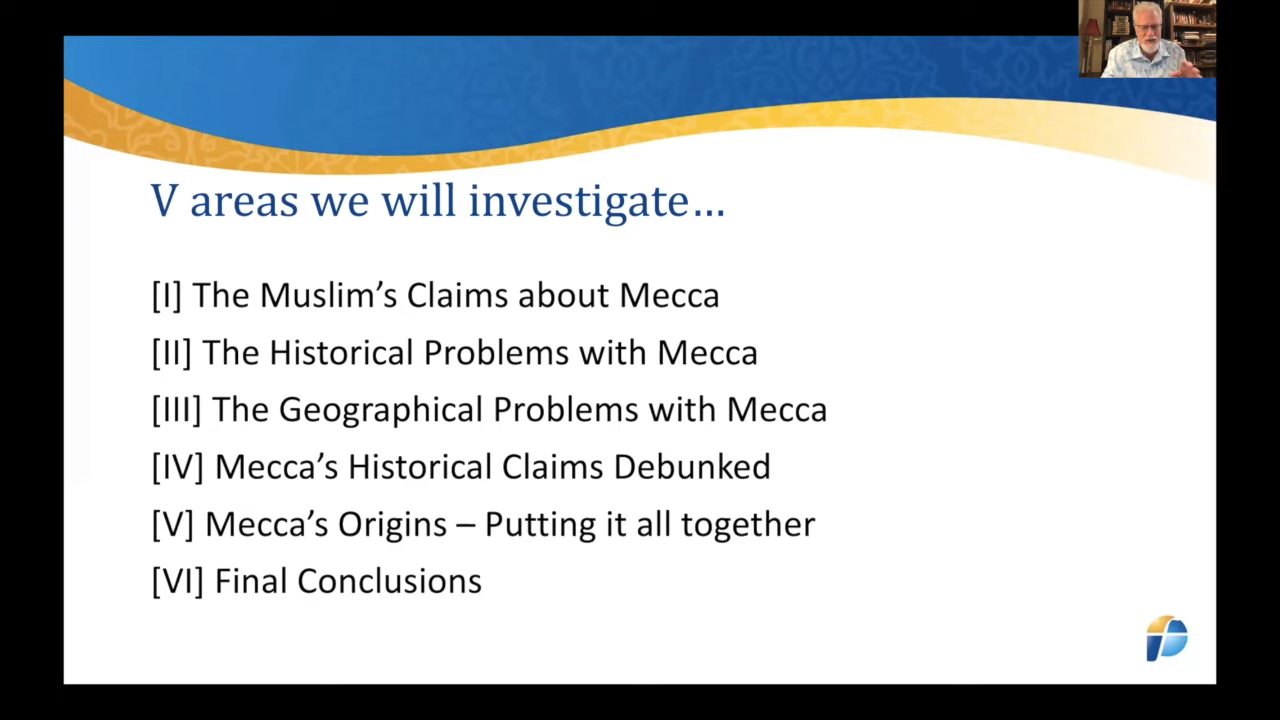 V areas we will investigate…
[I] The Muslim’s Claims about Mecca
[II] The Historical Problems with Mecca
[III] The Geographical Problems with Mecca
[IV] Mecca’s Historical Claims Debunked
[V] Mecca’s Origins – Putting it all together
[VI] Final Conclusions